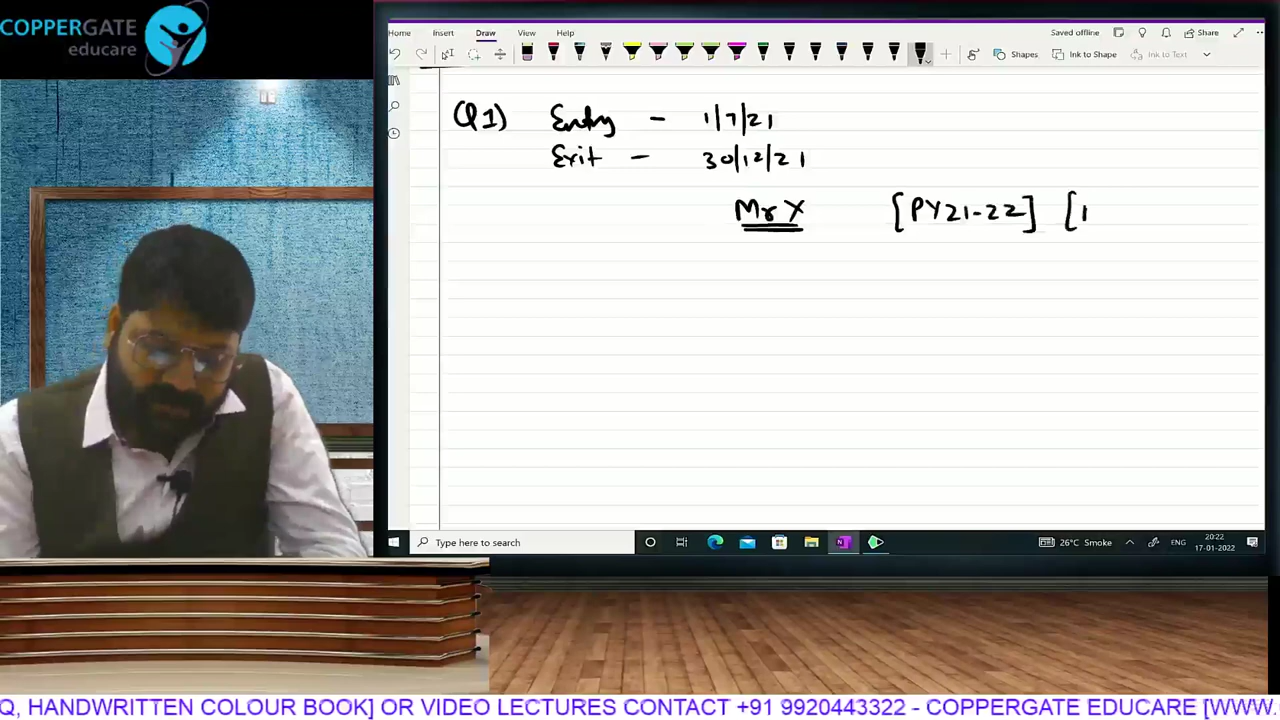 COPPERGATE
educare
Home Insert Draw View Help
Saved offline
Share
Shapes
Ink to Shape
Ink to Text
(Q1) Entry - 1/7/21
Exit - 30/12/21
Mr X [PY21-22] [1
Type here to search
26°C Smoke
ENG
20:22
17-01-2022
Q, HANDWRITTEN COLOUR BOOK] OR VIDEO LECTURES CONTACT +91 9920443322 - COPPERGATE EDUCARE [WWW.